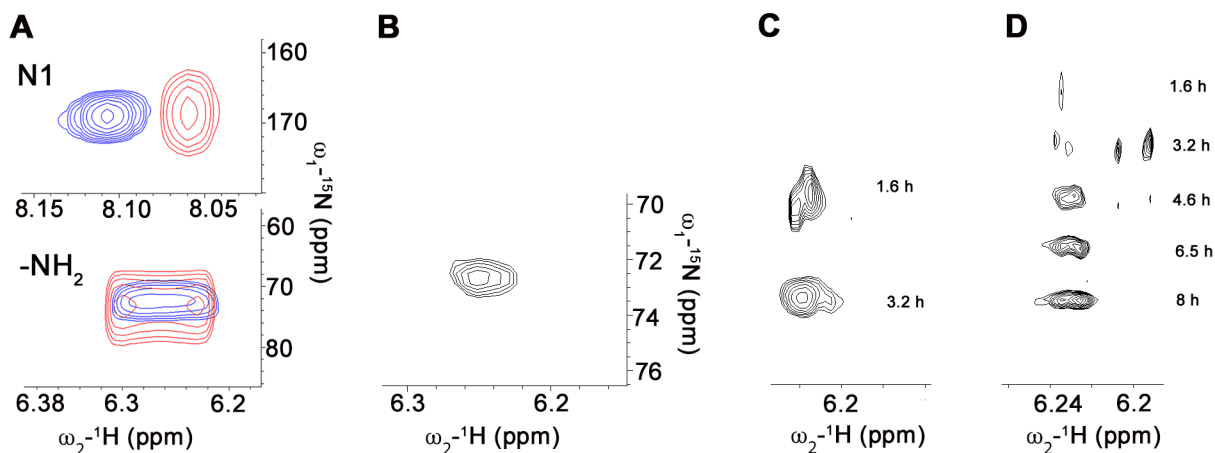 A
B
C
D
N1
160
170
ω1-15N (ppm)
8.15 8.10 8.05
-NH2
60
70
80
6.38 6.3 6.2
ω2-1H (ppm)
70
72
74
76
ω1-15N (ppm)
6.3 6.2
ω2-1H (ppm)
1.6 h
3.2 h
6.2
ω2-1H (ppm)
1.6 h
3.2 h
4.6 h
6.5 h
8 h
6.24 6.2
ω2-1H (ppm)